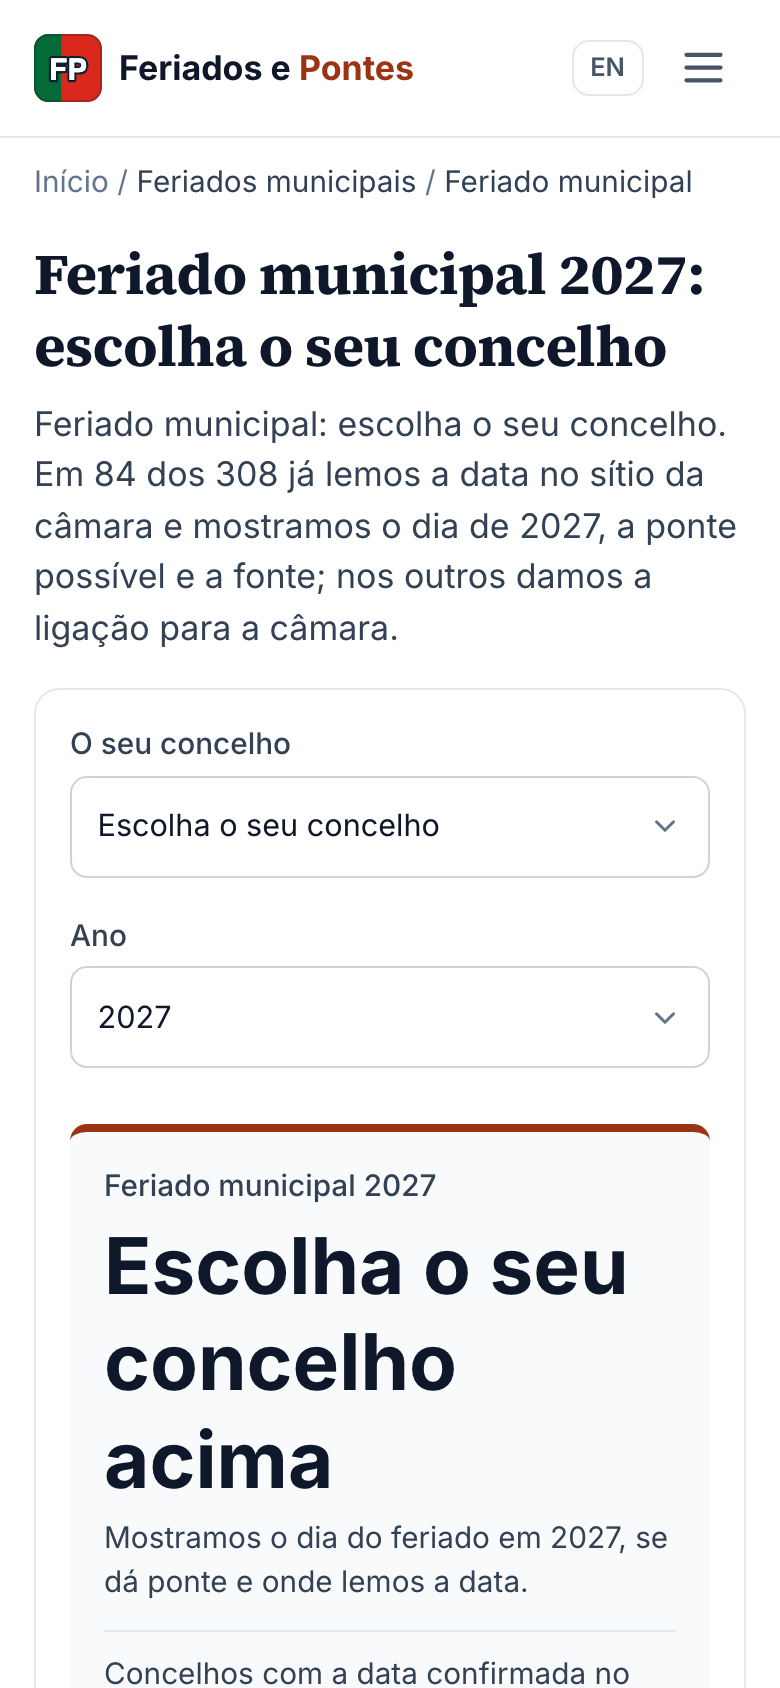 FP Feriados e Pontes EN
Início / Feriados municipais / Feriado municipal
Feriado municipal 2027:
escolha o seu concelho
Feriado municipal: escolha o seu concelho.
Em 84 dos 308 já lemos a data no sítio da
câmara e mostramos o dia de 2027, a ponte
possível e a fonte; nos outros damos a
ligação para a câmara.
O seu concelho
Escolha o seu concelho
Ano
2027
Feriado municipal 2027
Escolha o seu
concelho
acima
Mostramos o dia do feriado em 2027, se
dá ponte e onde lemos a data.
Concelhos com a data confirmada no